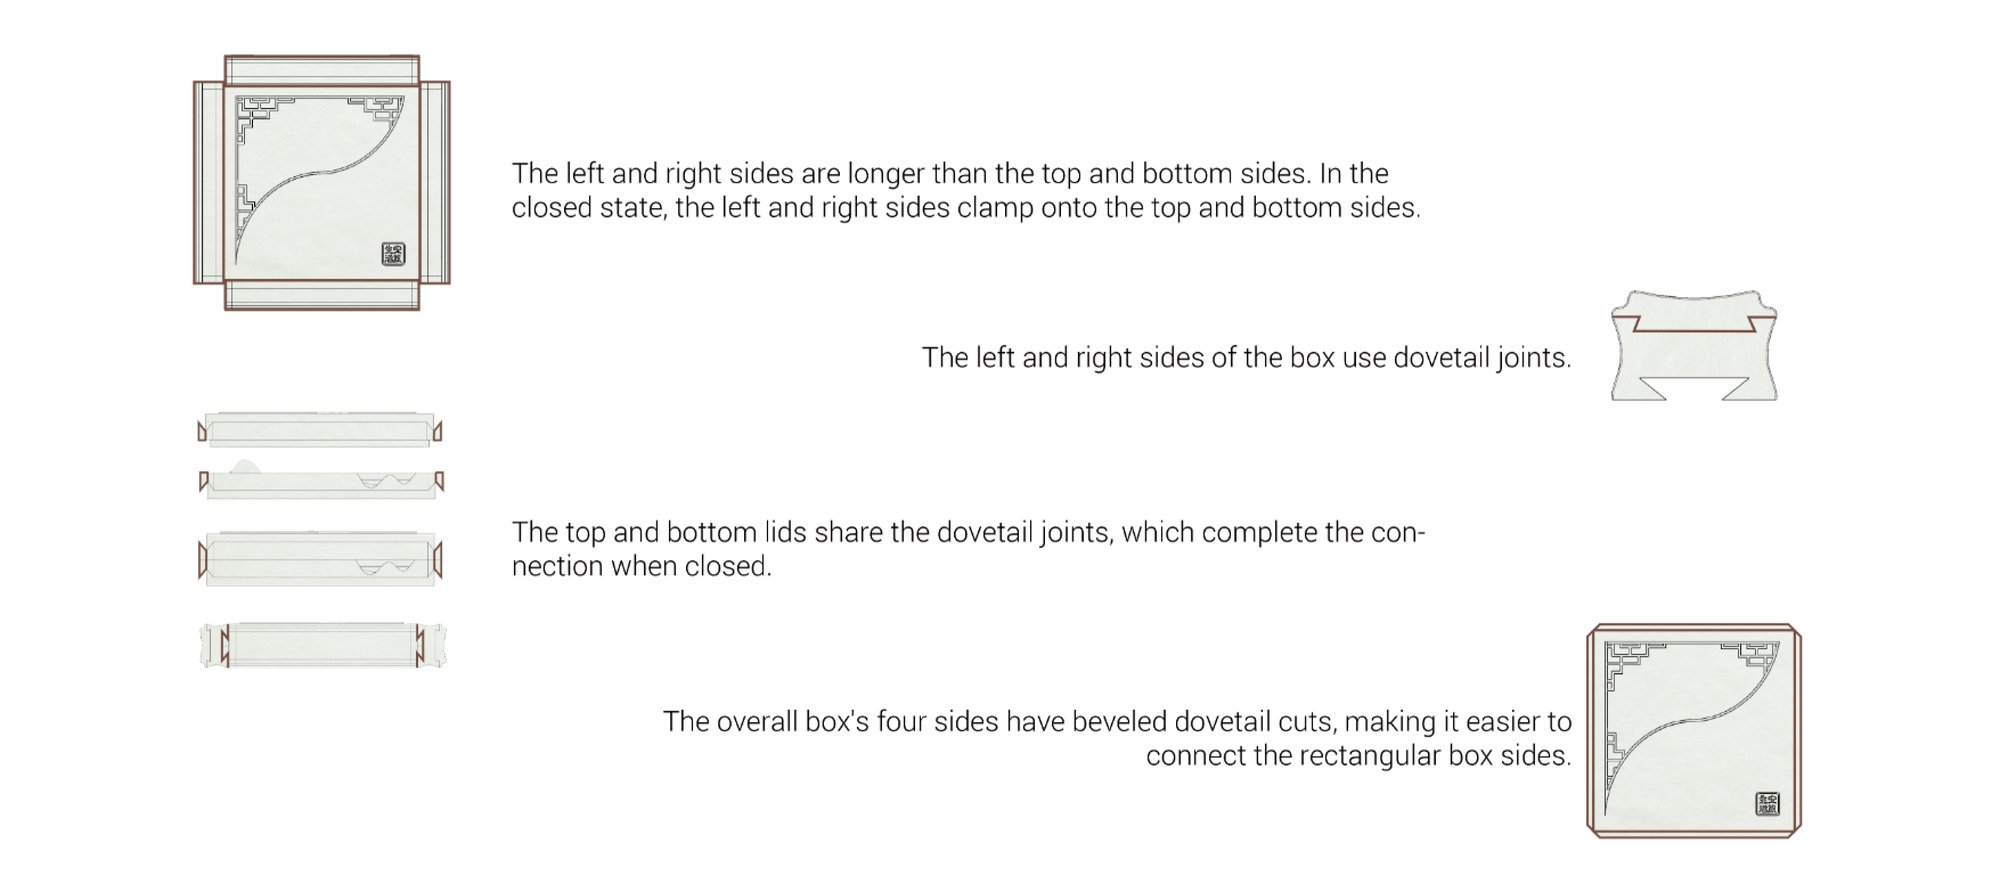 The left and right sides are longer than the top and bottom sides. In the
closed state, the left and right sides clamp onto the top and bottom sides.
The left and right sides of the box use dovetail joints.
The top and bottom lids share the dovetail joints, which complete the con-
nection when closed.
The overall box's four sides have beveled dovetail cuts, making it easier to
connect the rectangular box sides.